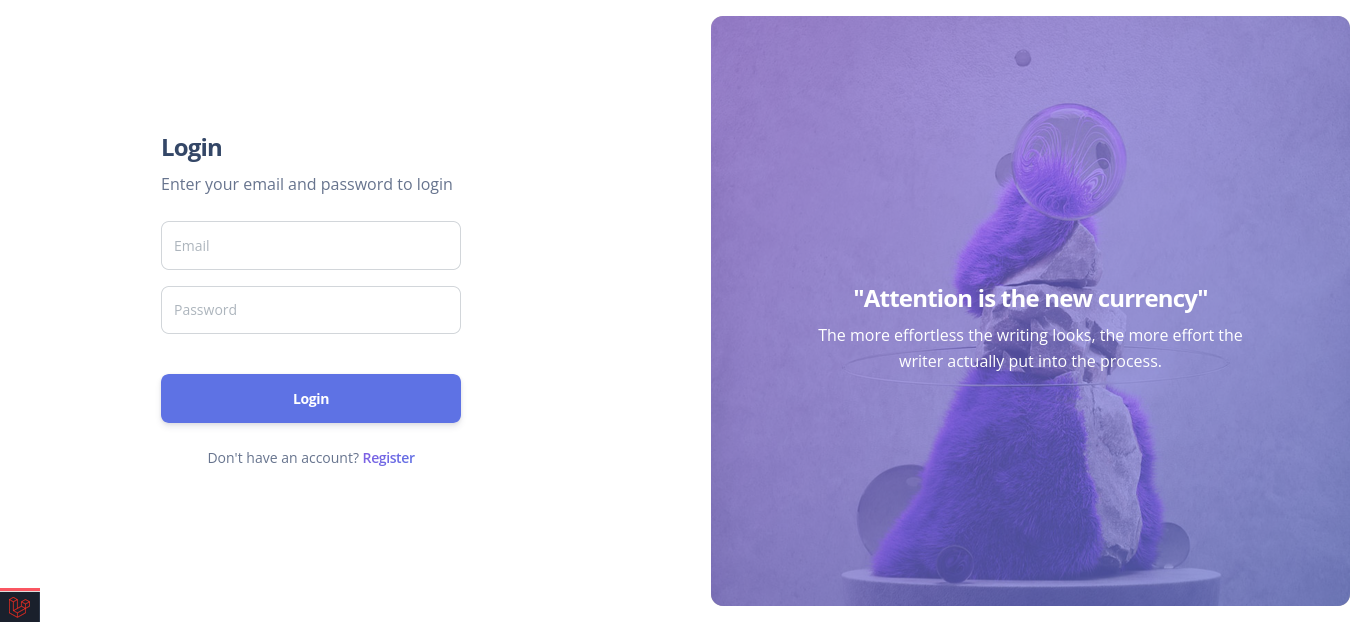 Login
Enter your email and password to login
Email
Password
Login
Don't have an account? Register
"Attention is the new currency"
The more effortless the writing looks, the more effort the
writer actually put into the process.